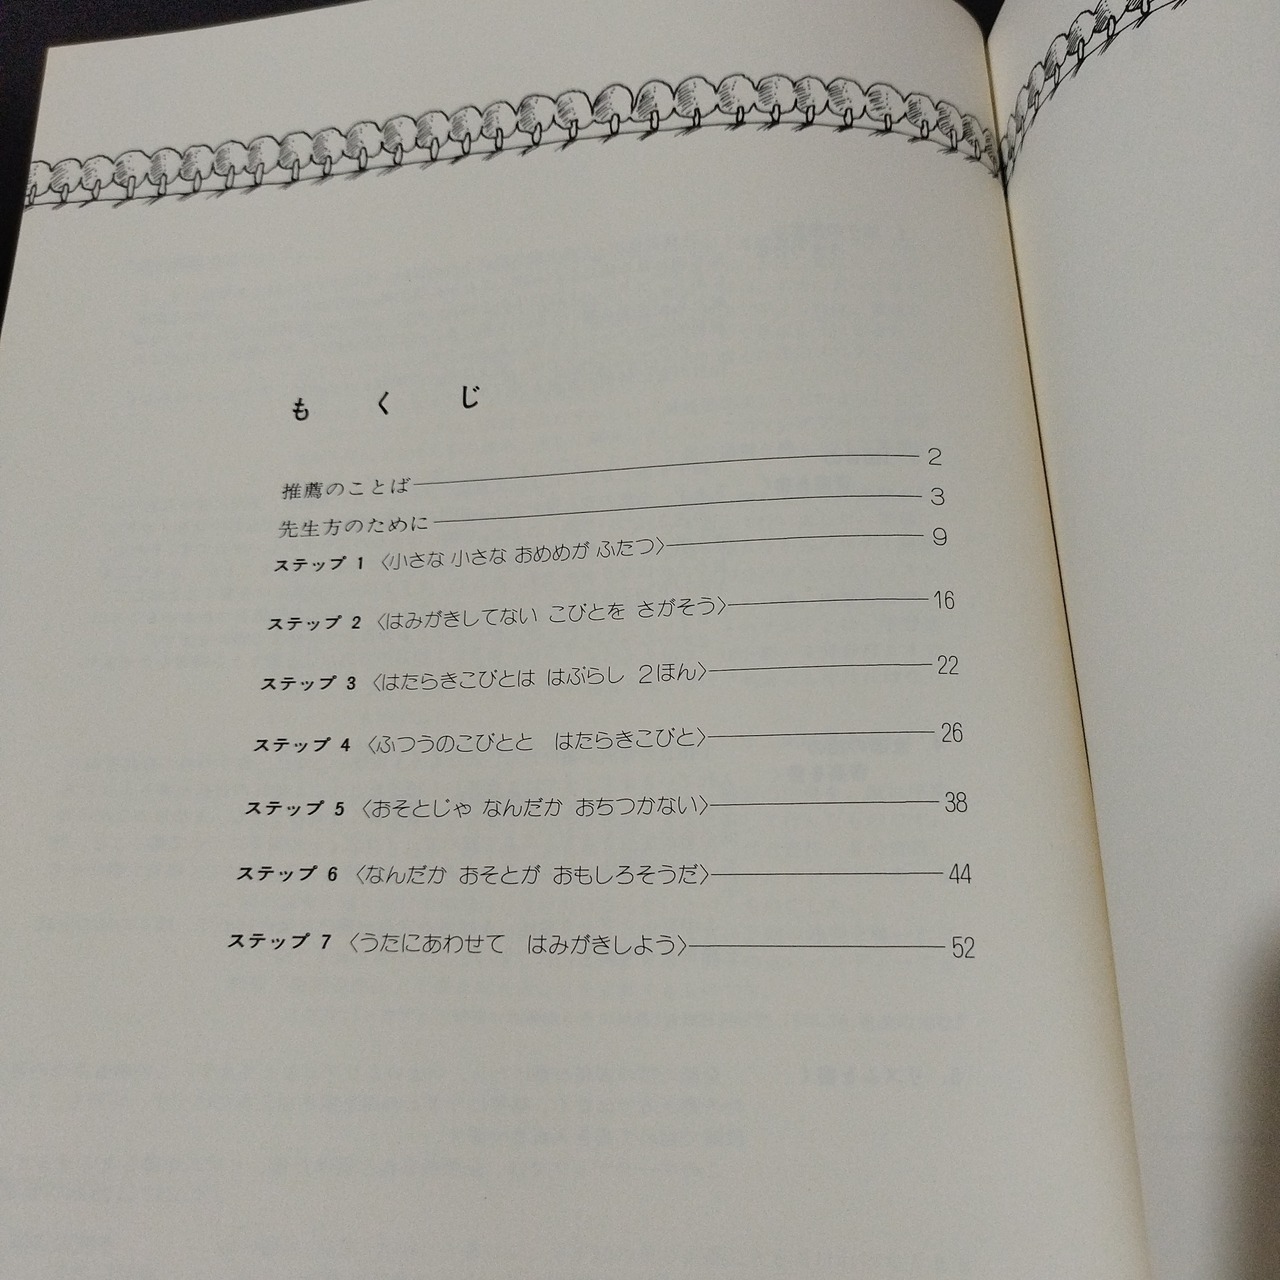 もくじ
推薦のことば 2
先生方のために 3
ステップ 1 〈小さな 小さな おめめが ふたつ〉 9
ステップ 2 〈はみがきしてない こびとを さがそう〉 16
ステップ 3 〈はたらきこびとは はぶらし 2ほん〉 22
ステップ 4 〈ふつうのこびとと はたらきこびと〉 26
ステップ 5 〈おそとじゃ なんだか おちつかない〉 38
ステップ 6 〈なんだか おそとが おもしろそうだ〉 44
ステップ 7 〈うたにあわせて はみがきしよう〉 52